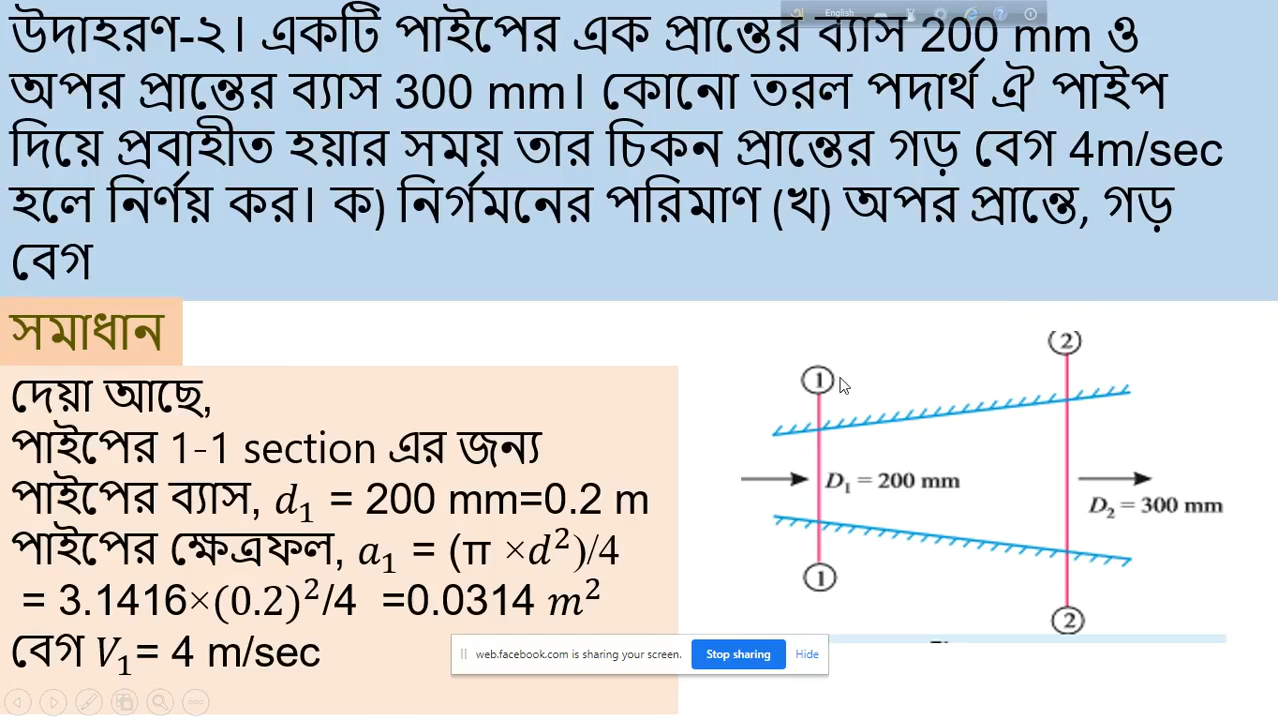 English
উদাহরণ-২। একটি পাইপের এক প্রান্তের ব্যাস 200 mm ও
অপর প্রান্তের ব্যাস 300 mm। কোনো তরল পদার্থ ঐ পাইপ
দিয়ে প্রবাহীত হয়ার সময় তার চিকন প্রান্তের গড় বেগ 4m/sec
হলে নির্ণয় কর। ক) নির্গমনের পরিমাণ (খ) অপর প্রান্তে, গড়
বেগ
সমাধান
দেয়া আছে,
পাইপের 1-1 section এর জন্য
পাইপের ব্যাস, d₁ = 200 mm=0.2 m
পাইপের ক্ষেত্রফল, a₁ = (π ×d²)/4
= 3.1416×(0.2)²/4 =0.0314 m²
বেগ V₁= 4 m/sec
2
1
D₁ = 200 mm
D₂ = 300 mm
1
2
web.facebook.com is sharing your screen. Stop sharing Hide